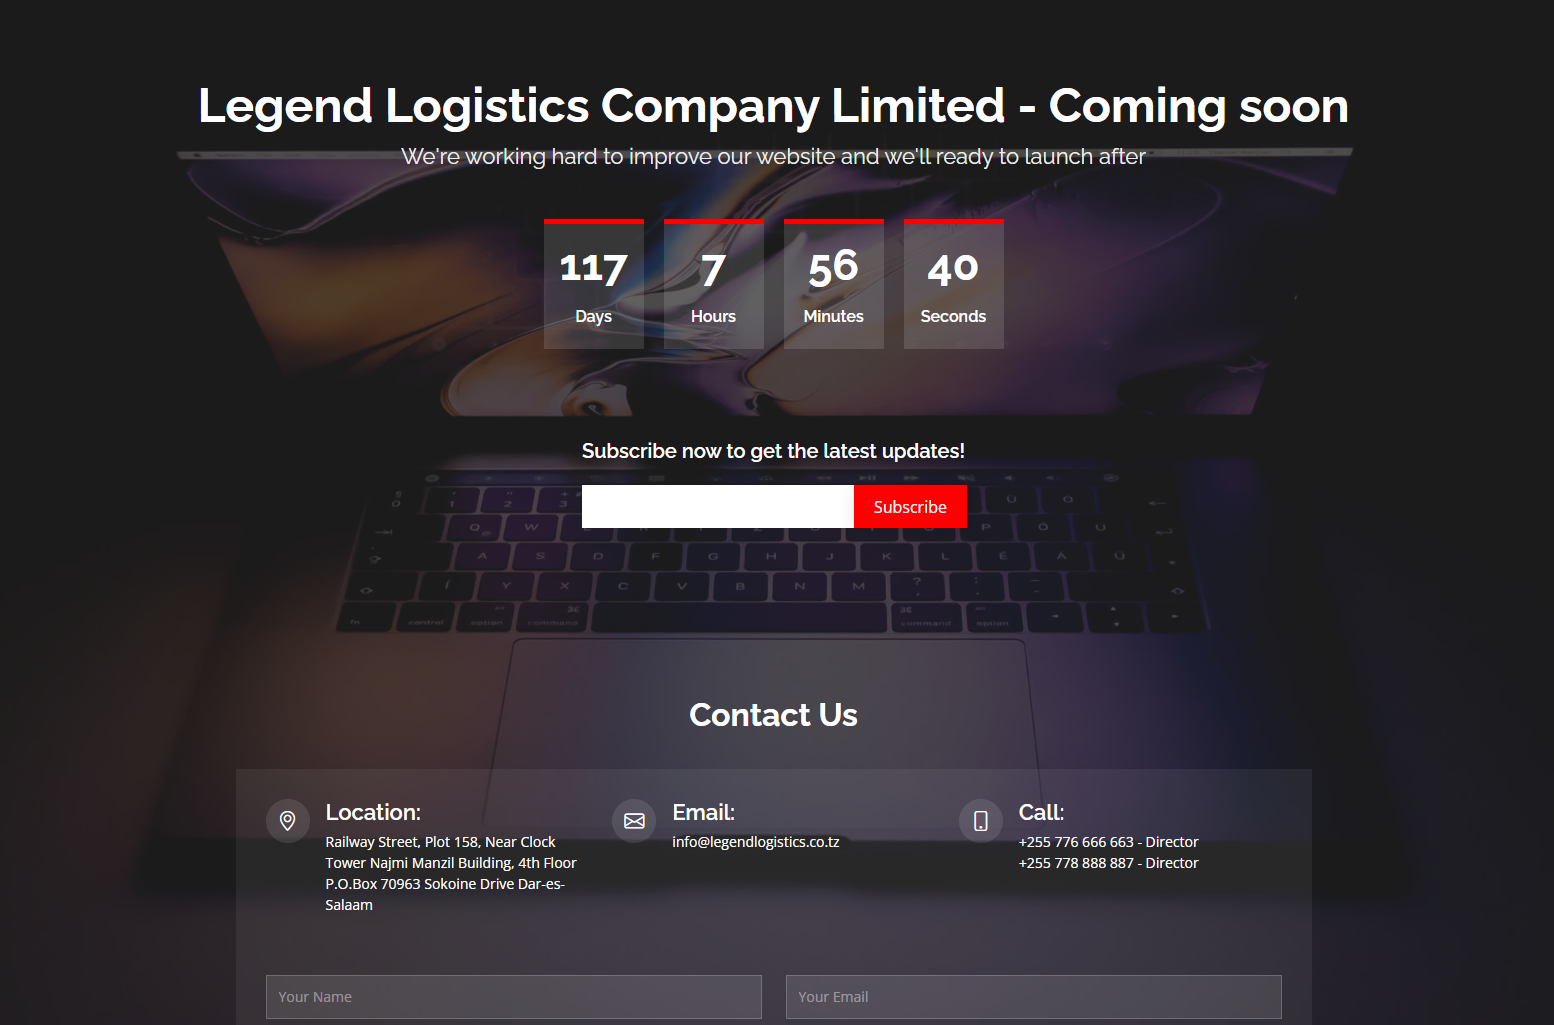 Legend Logistics Company Limited - Coming soon
We're working hard to improve our website and we'll ready to launch after
117
Days
7
Hours
56
Minutes
40
Seconds
Subscribe now to get the latest updates!
Subscribe
Contact Us
Location:
Railway Street, Plot 158, Near Clock
Tower Najmi Manzil Building, 4th Floor
P.O.Box 70963 Sokoine Drive Dar-es-
Salaam
Email:
info@legendlogistics.co.tz
Call:
+255 776 666 663 - Director
+255 778 888 887 - Director
Your Name
Your Email